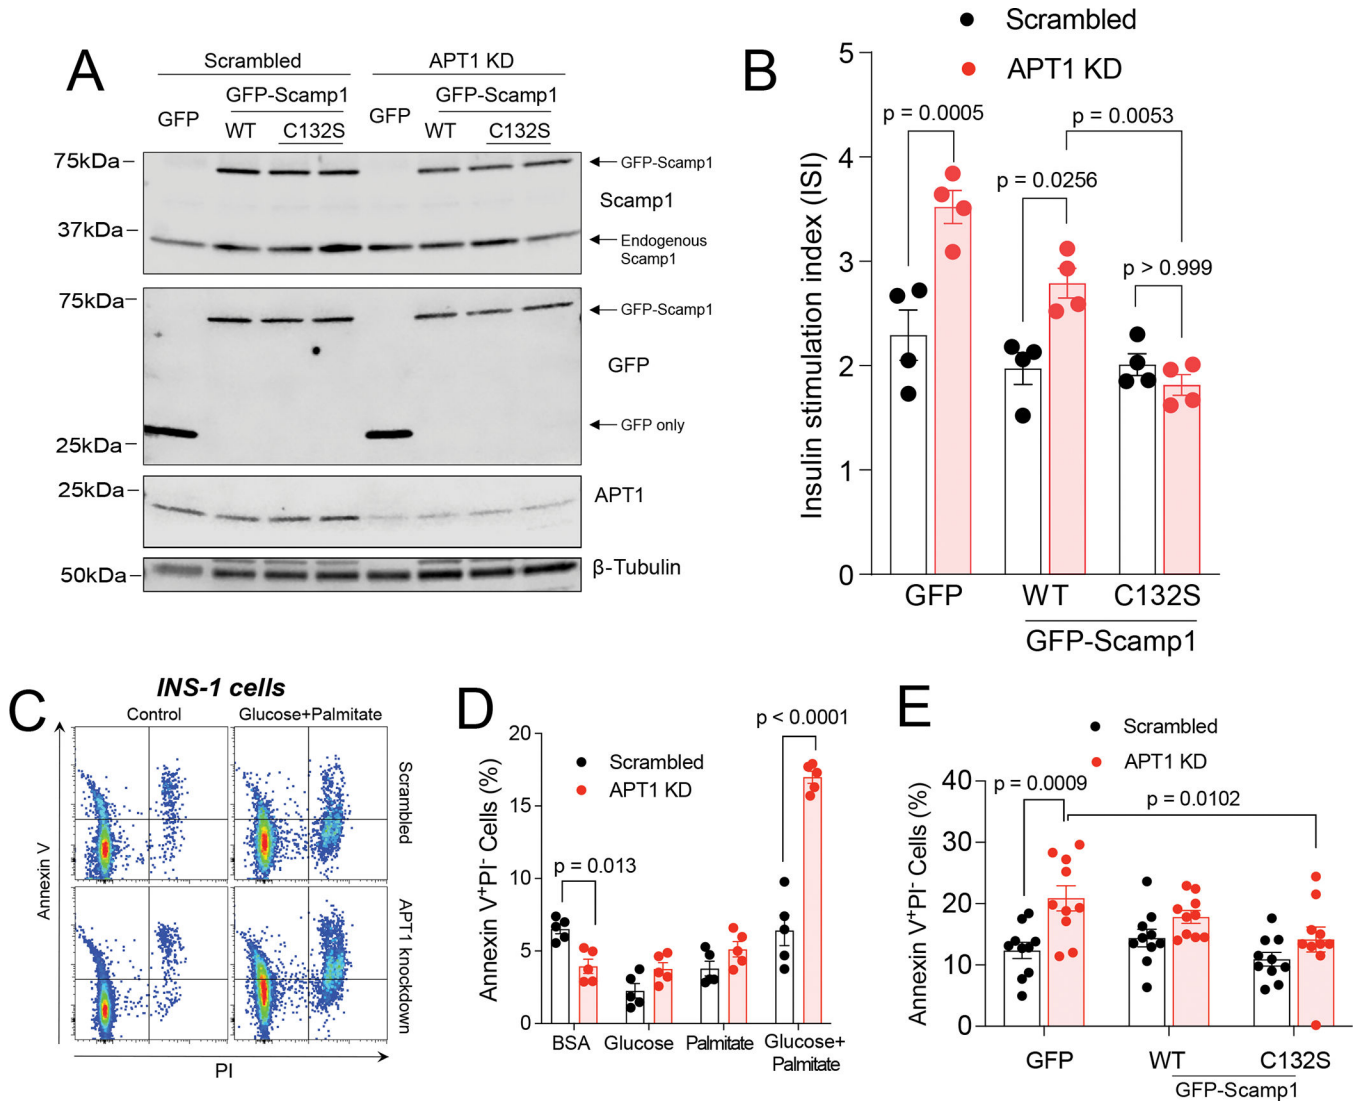 A
Scrambled
APT1 KD
GFP
GFP-Scamp1
GFP
GFP-Scamp1
WT
C132S
WT
C132S
75kDa
GFP-Scamp1
Scamp1
37kDa
Endogenous
Scamp1
75kDa
GFP-Scamp1
GFP
GFP only
25kDa
25kDa
APT1
50kDa
β-Tubulin
B
Scrambled
APT1 KD
Insulin stimulation index (ISI)
5
4
3
2
1
0
p = 0.0005
p = 0.0256
p = 0.0053
p > 0.999
GFP
WT
C132S
GFP-Scamp1
C
INS-1 cells
Control
Glucose+Palmitate
Scrambled
APT1 knockdown
Annexin V
PI
D
Scrambled
APT1 KD
Annexin V+PI- Cells (%)
20
15
10
5
0
p = 0.013
p < 0.0001
BSA
Glucose
Palmitate
Glucose+
Palmitate
E
Scrambled
APT1 KD
Annexin V+PI- Cells (%)
40
30
20
10
0
p = 0.0009
p = 0.0102
GFP
WT
C132S
GFP-Scamp1